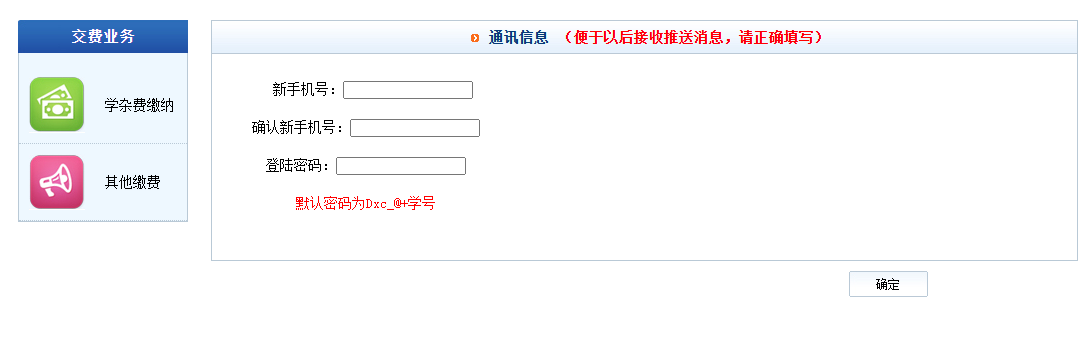 交费业务
学杂费缴纳
其他缴费
通讯信息 （便于以后接收推送消息，请正确填写）
新手机号：
确认新手机号：
登陆密码：
默认密码为Dxc_@+学号
确定